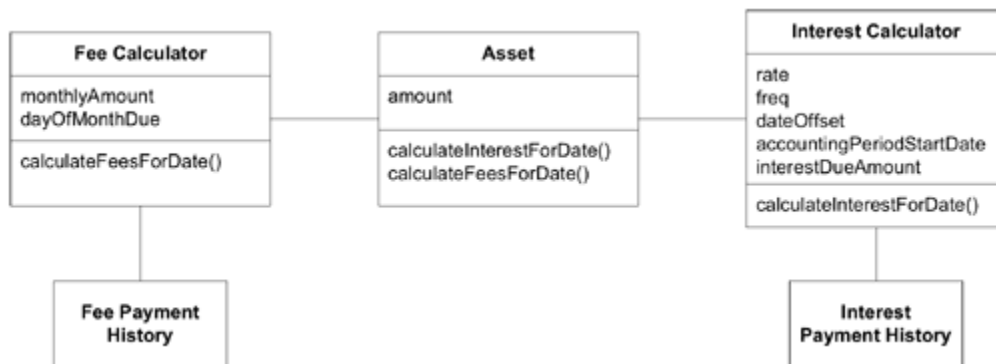 Fee Calculator
monthlyAmount
dayOfMonthDue
calculateFeesForDate()
Fee Payment
History
Asset
amount
calculateInterestForDate()
calculateFeesForDate()
Interest Calculator
rate
freq
dateOffset
accountingPeriodStartDate
interestDueAmount
calculateInterestForDate()
Interest
Payment History